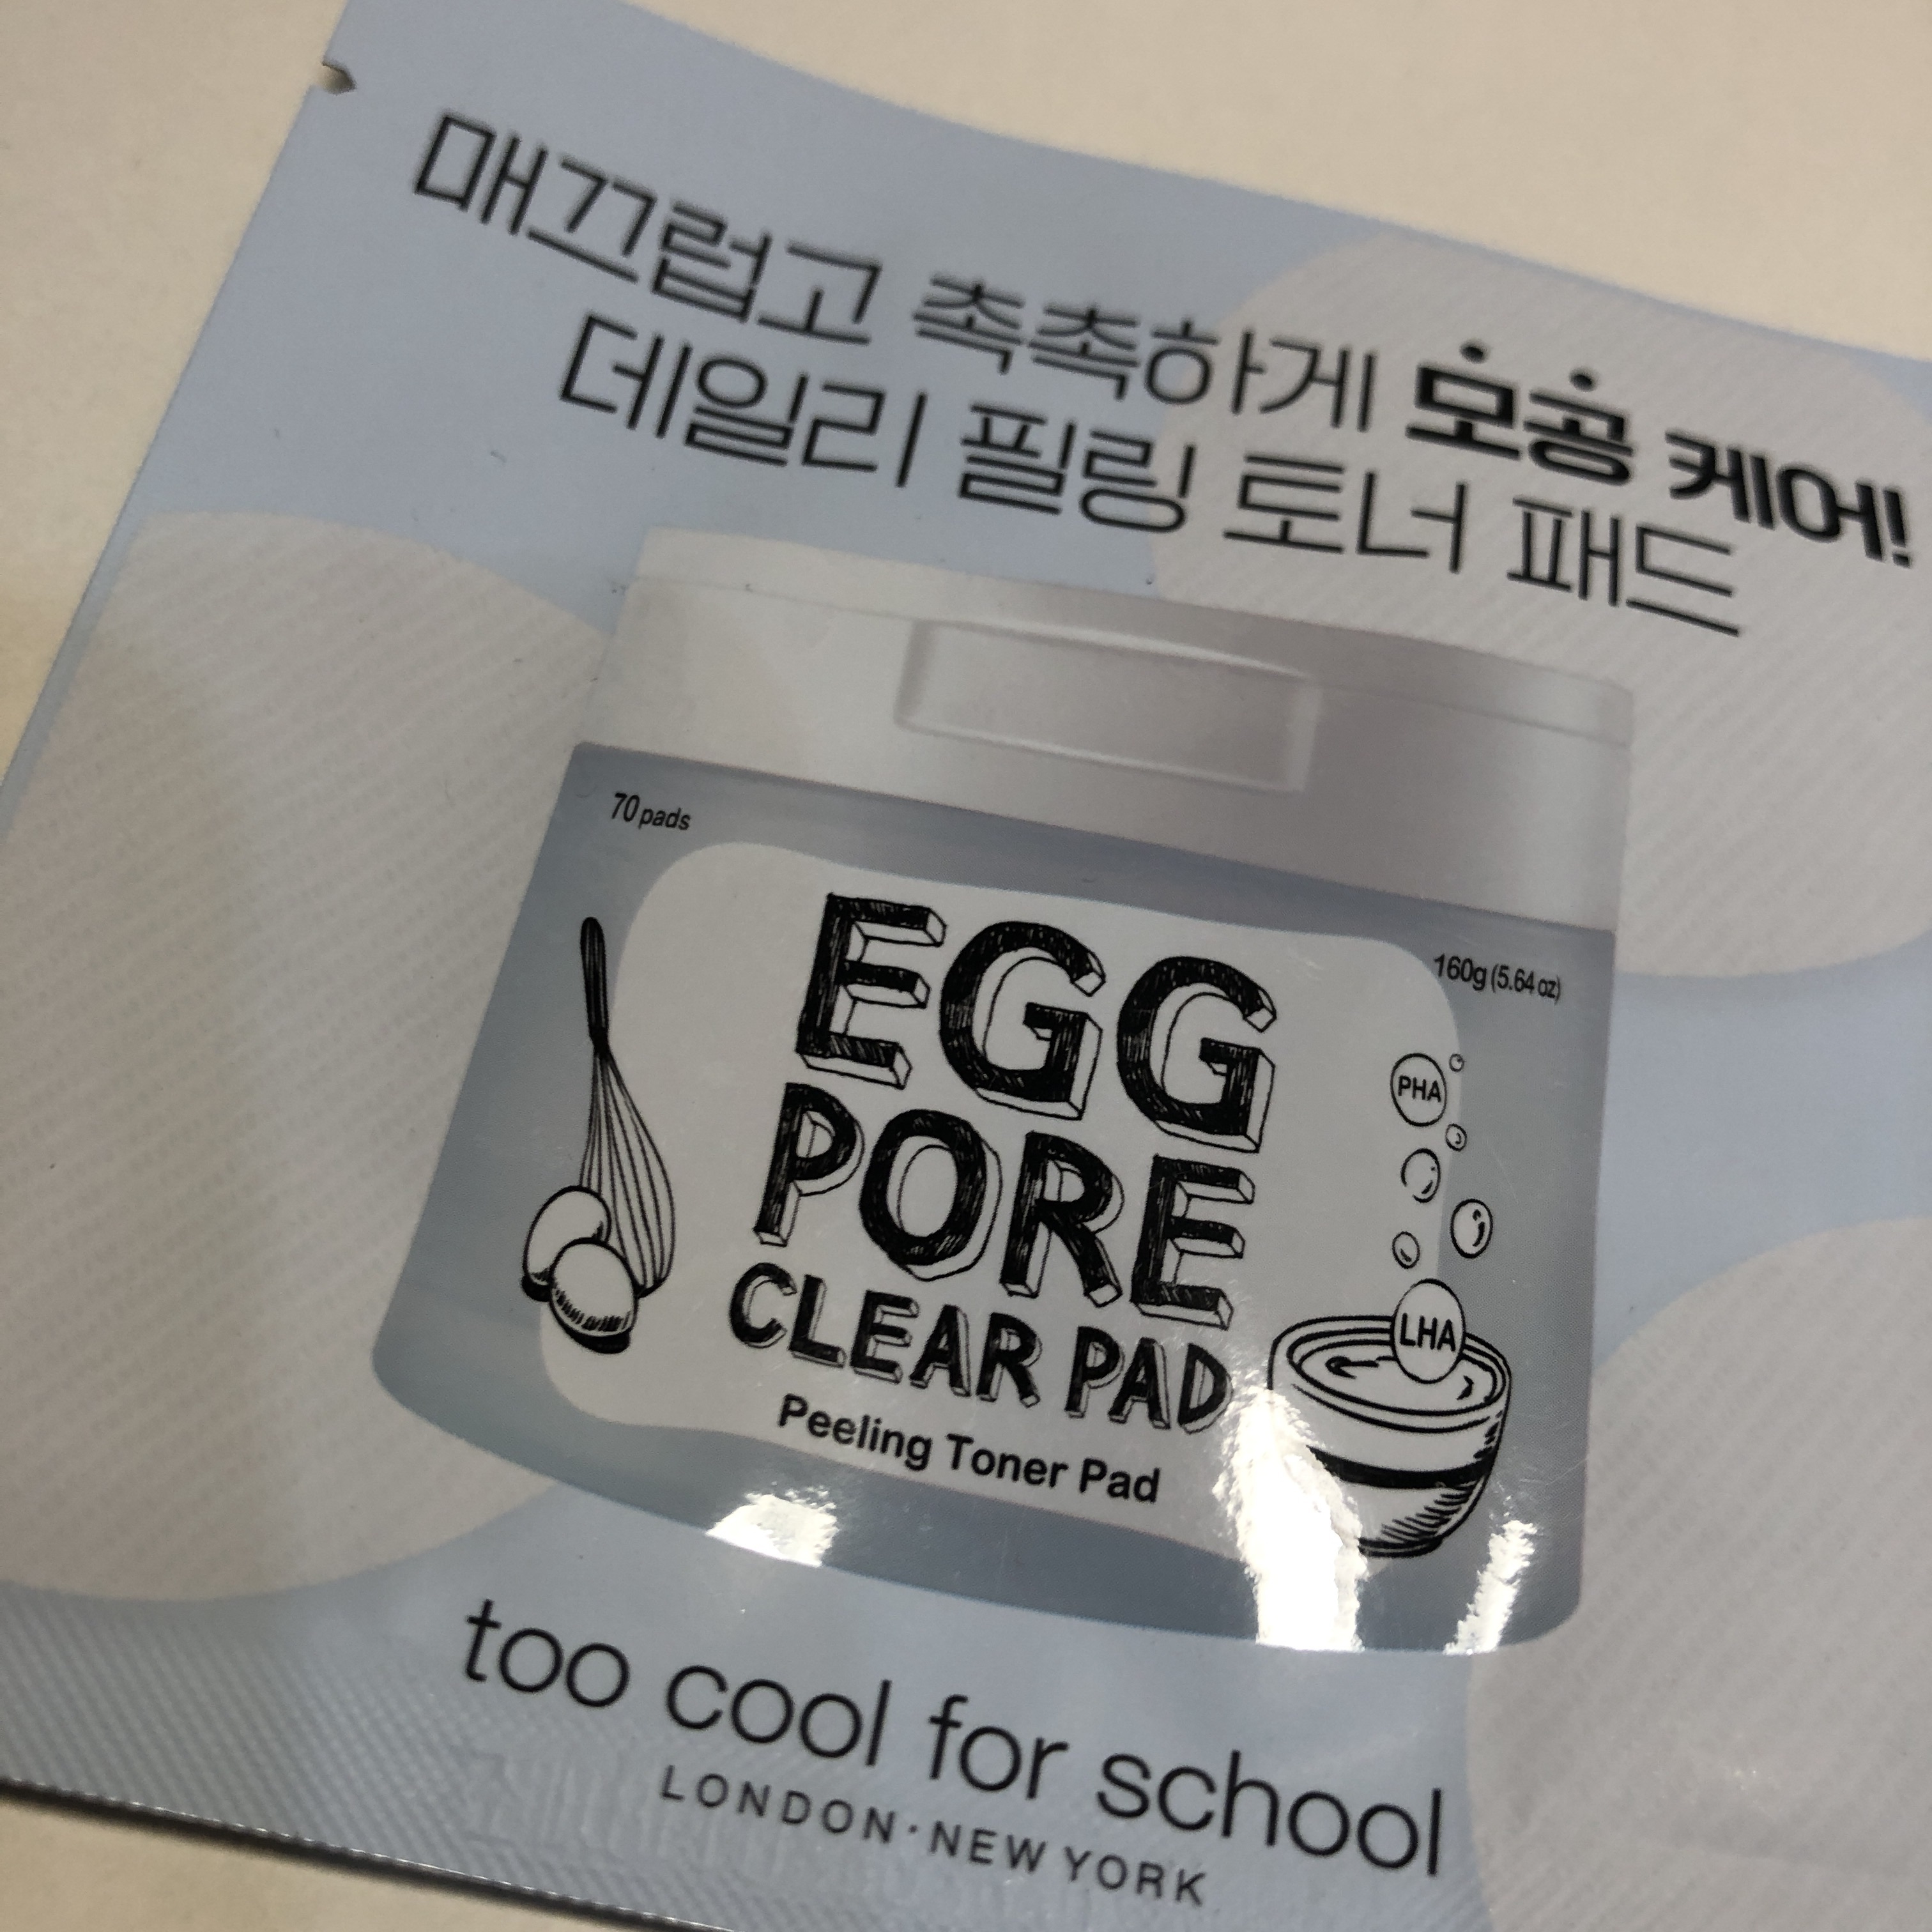 매끄럽고 촉촉하게 모공 케어!
데일리 필링 토너 패드
70 pads
160g (5.64 oz)
EGG
PORE
CLEAR PAD
Peeling Toner Pad
PHA
LHA
too cool for school
LONDON·NEW YORK